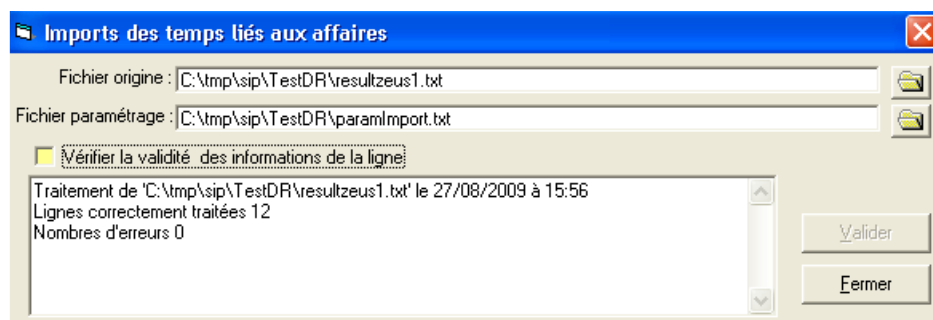 Imports des temps liés aux affaires
Fichier origine : C:\tmp\sip\TestDR\resultzeus1.txt
Fichier paramétrage : C:\tmp\sip\TestDR\paramImport.txt
Vérifier la validité des informations de la ligne
Traitement de 'C:\tmp\sip\TestDR\resultzeus1.txt' le 27/08/2009 à 15:56
Lignes correctement traitées 12
Nombres d'erreurs 0
Valider
Fermer